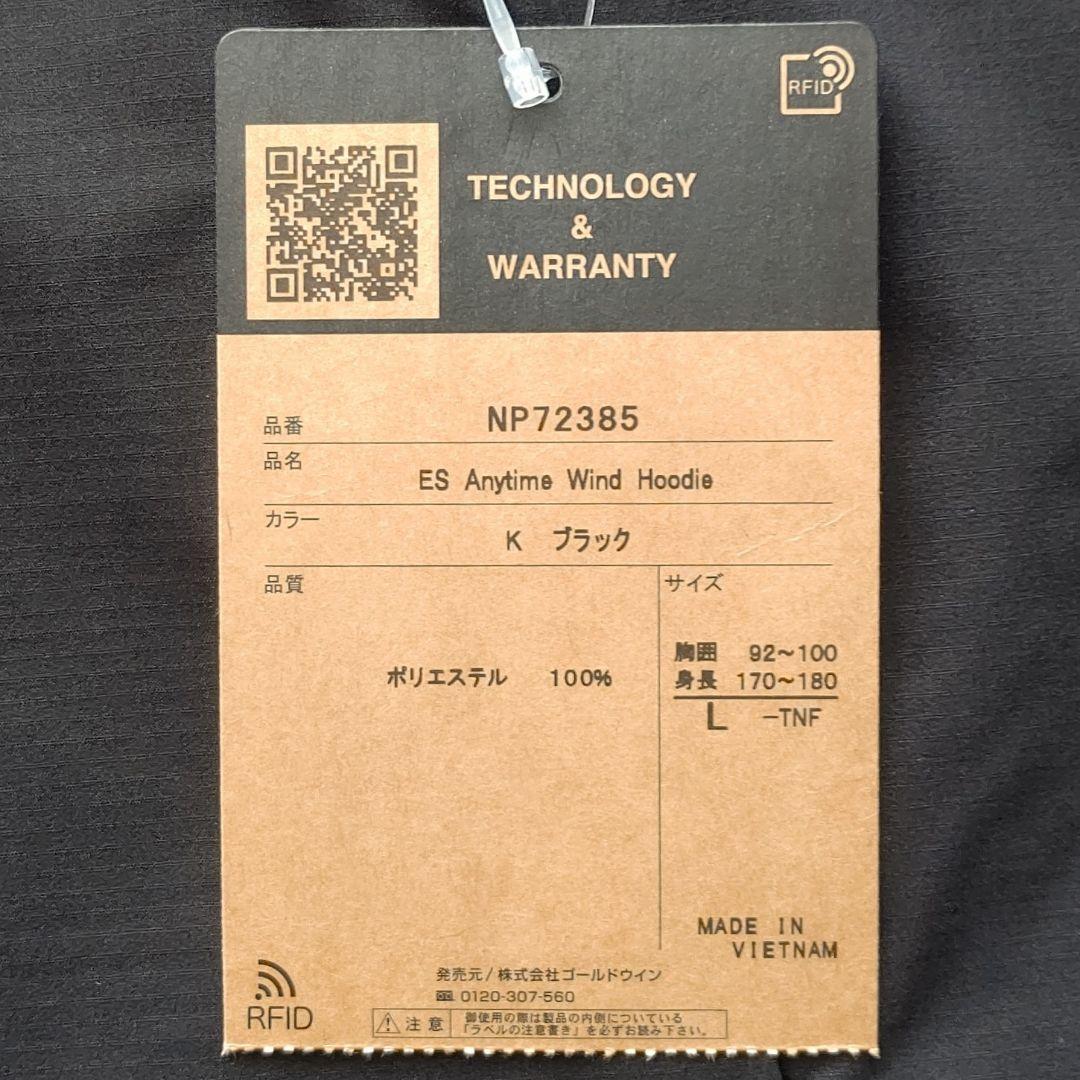 RFID
TECHNOLOGY
&
WARRANTY
品番 NP72385
品名
ES Anytime Wind Hoodie
カラー
K ブラック
品質
サイズ
胸囲 92～100
ポリエステル 100%
身長 170～180
L -TNF
MADE IN
VIETNAM
発売元/株式会社ゴールドウイン
0120-307-560
RFID
注意
御使用の際は製品の内側についている
「ラベルの注意書き」を必ずお読み下さい。